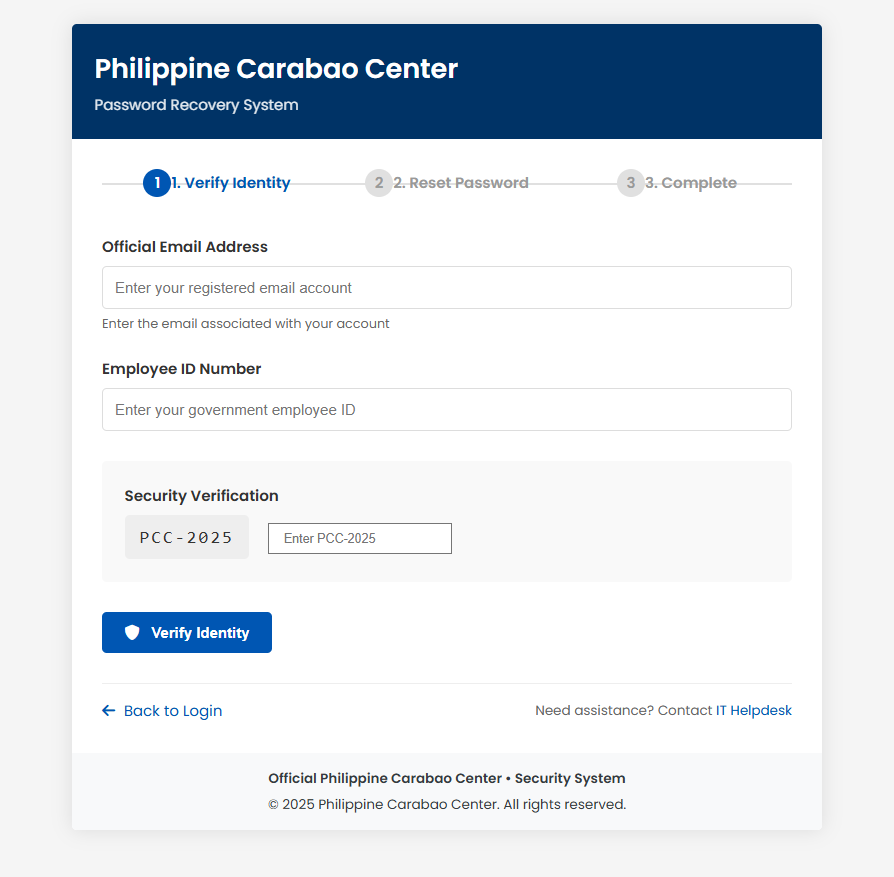 Philippine Carabao Center
Password Recovery System
1 1. Verify Identity 2 2. Reset Password 3 3. Complete
Official Email Address
Enter your registered email account
Enter the email associated with your account
Employee ID Number
Enter your government employee ID
Security Verification
PCC-2025 Enter PCC-2025
Verify Identity
Back to Login Need assistance? Contact IT Helpdesk
Official Philippine Carabao Center • Security System
© 2025 Philippine Carabao Center. All rights reserved.